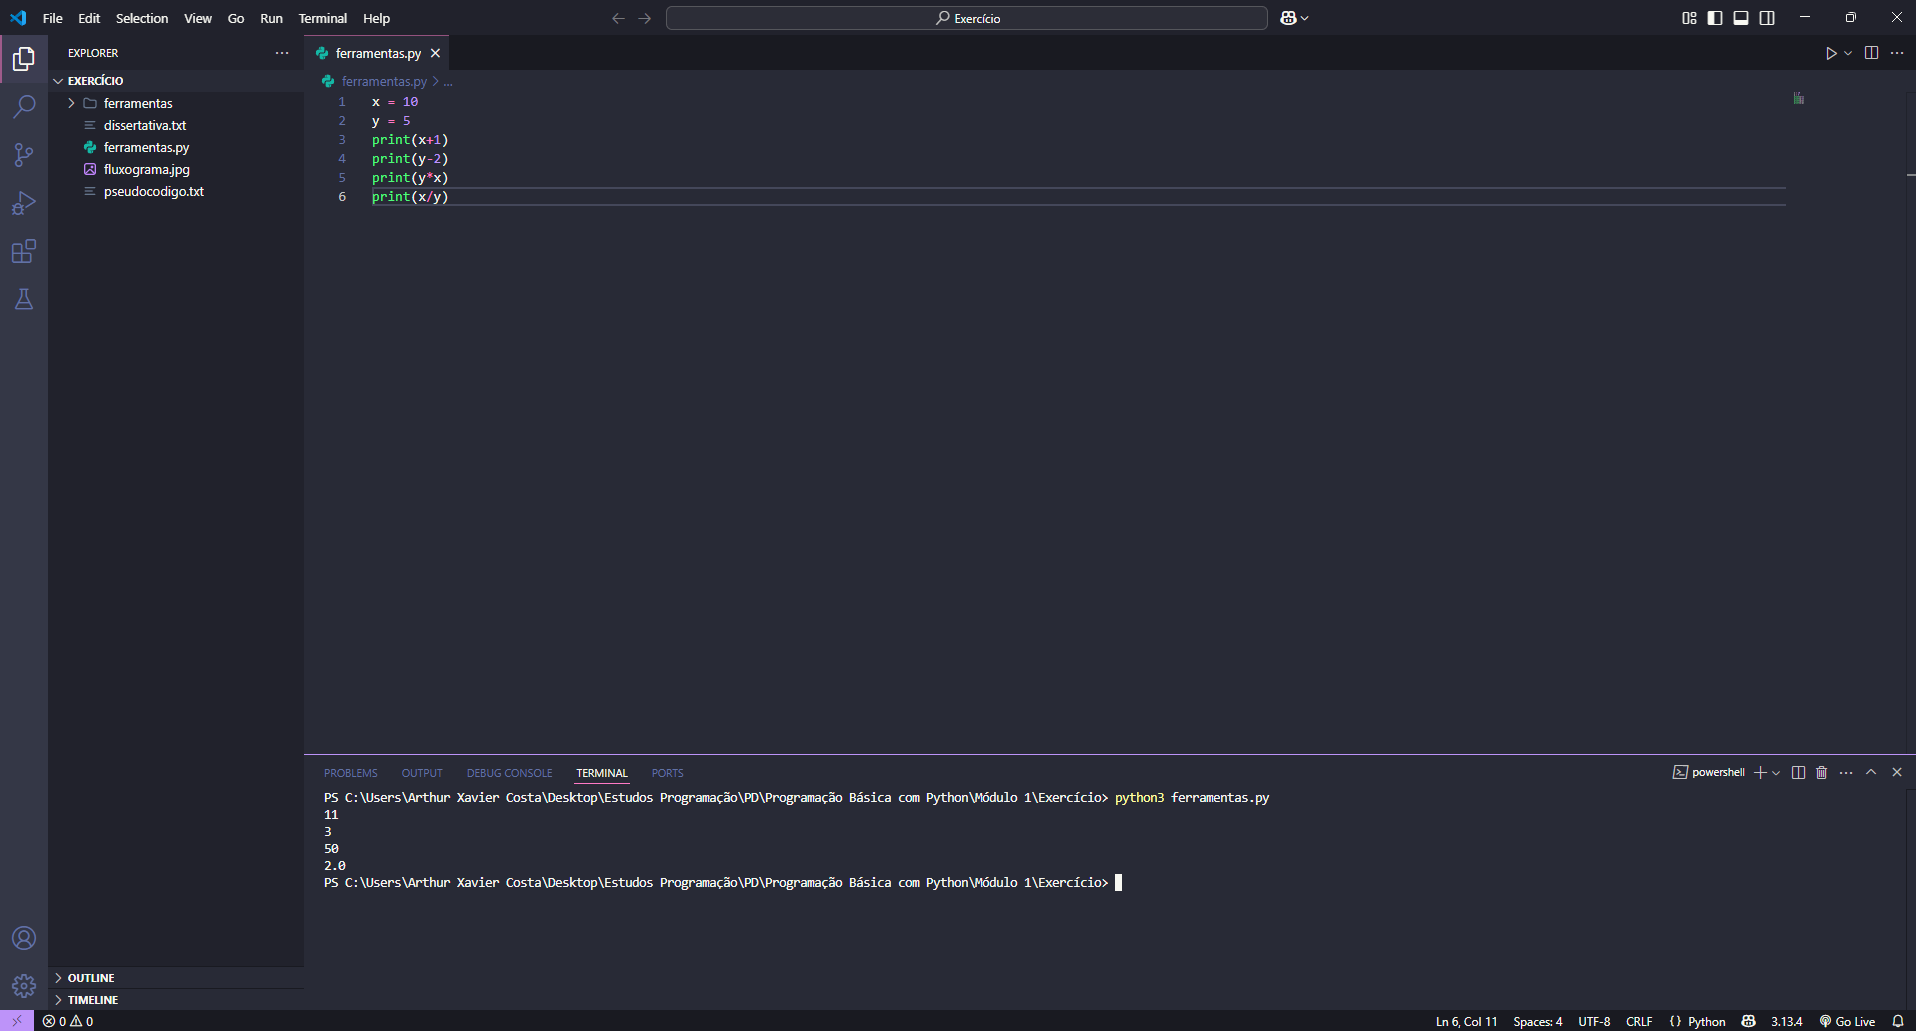 File Edit Selection View Go Run Terminal Help
Exercício
EXPLORER
ferramentas.py
EXERCÍCIO
ferramentas
dissertativa.txt
ferramentas.py
fluxograma.jpg
pseudocodigo.txt
ferramentas.py > ...
1 x = 10
2 y = 5
3 print(x+1)
4 print(y-2)
5 print(y*x)
6 print(x/y)
PROBLEMS OUTPUT DEBUG CONSOLE TERMINAL PORTS
powershell
PS C:\Users\Arthur Xavier Costa\Desktop\Estudos Programação\PD\Programação Básica com Python\Módulo 1\Exercício> python3 ferramentas.py
11
3
50
2.0
PS C:\Users\Arthur Xavier Costa\Desktop\Estudos Programação\PD\Programação Básica com Python\Módulo 1\Exercício>
OUTLINE
TIMELINE
0 0
Ln 6, Col 11 Spaces: 4 UTF-8 CRLF {} Python 3.13.4 Go Live